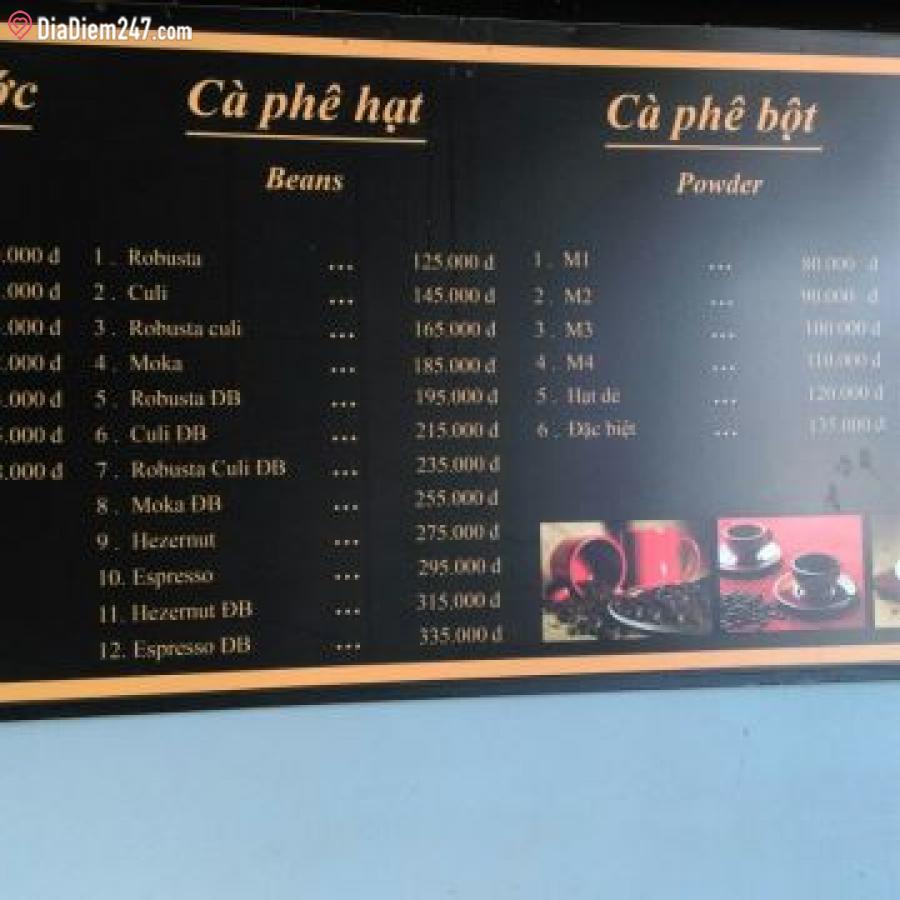 DiaDiem247.com
ớc
Cà phê hạt
Beans
1 . Robusta ... 125.000 đ
2 . Culi ... 145.000 đ
3 . Robusta culi ... 165.000 đ
4 . Moka ... 185.000 đ
5 . Robusta ĐB ... 195.000 đ
6 . Culi ĐB ... 215.000 đ
7 . Robusta Culi ĐB ... 235.000 đ
8 . Moka ĐB ... 255.000 đ
9 . Hezernut ... 275.000 đ
10. Espresso ... 295.000 đ
11. Hezernut ĐB ... 315.000 đ
12. Espresso ĐB ... 335.000 đ
Cà phê bột
Powder
1 . M1 ... 80.000 đ
2 . M2 ... 90.000 đ
3 . M3 ... 100.000 đ
4 . M4 ... 110.000 đ
5 . Hạt dẻ ... 120.000 đ
6 . Đặc biệt ... 135.000 đ
.000 đ
.000 đ
.000 đ
.000 đ
.000 đ
.000 đ
.000 đ